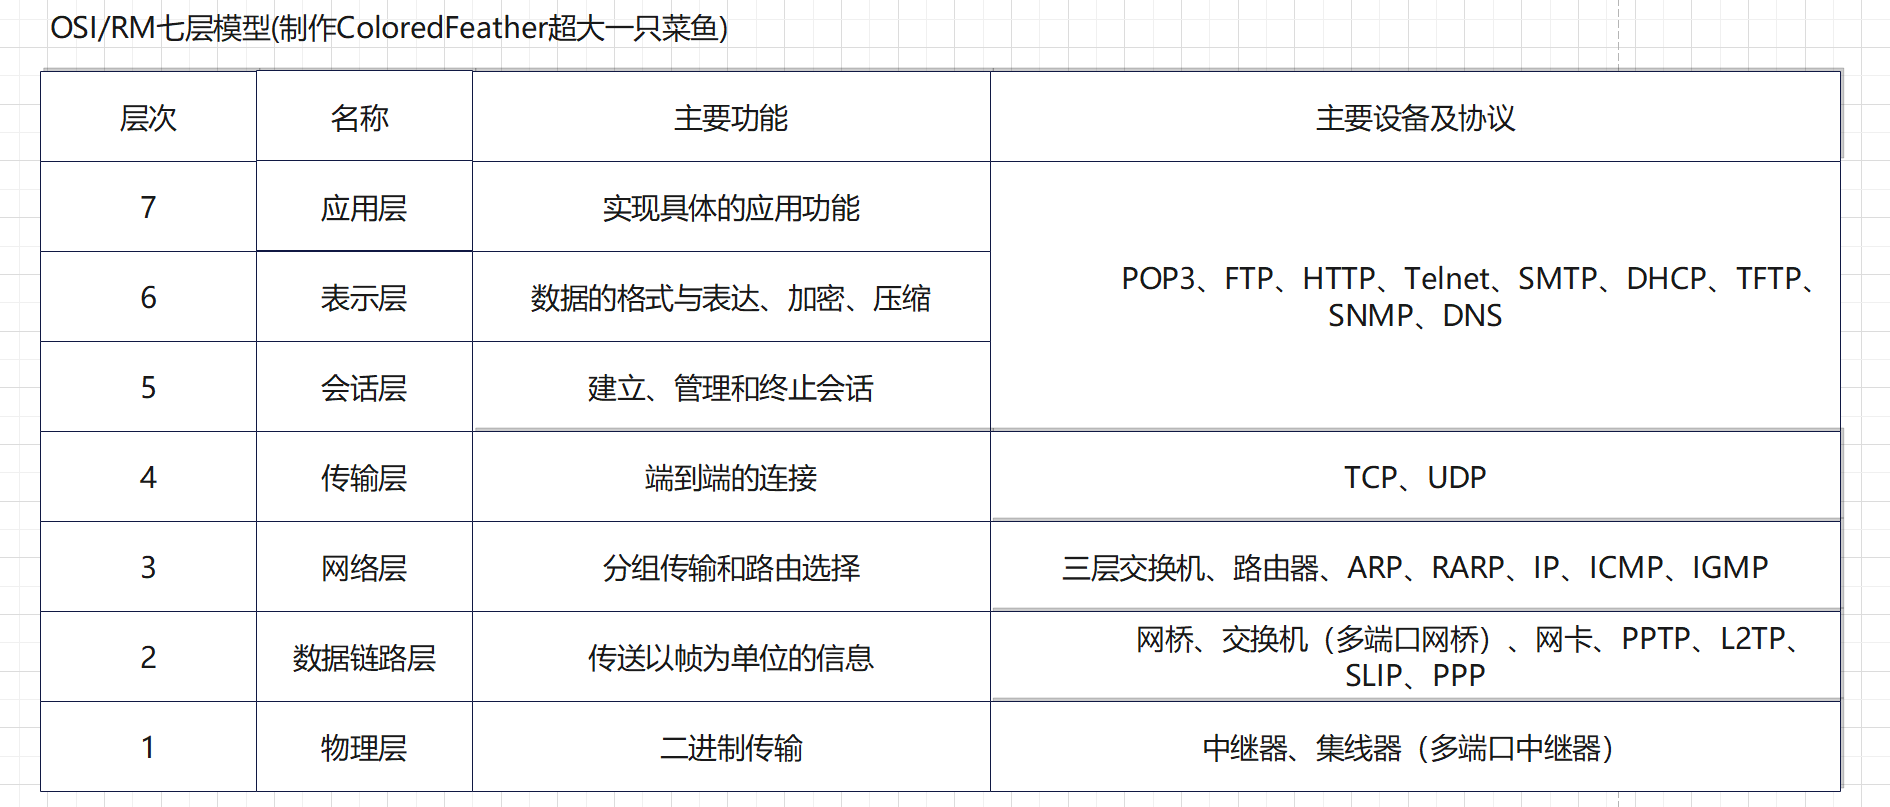 OSI/RM七层模型(制作ColoredFeather超大一只菜鱼)
层次 名称 主要功能 主要设备及协议
7 应用层 实现具体的应用功能
POP3、FTP、HTTP、Telnet、SMTP、DHCP、TFTP、
SNMP、DNS
6 表示层 数据的格式与表达、加密、压缩
5 会话层 建立、管理和终止会话
4 传输层 端到端的连接 TCP、UDP
3 网络层 分组传输和路由选择 三层交换机、路由器、ARP、RARP、IP、ICMP、IGMP
2 数据链路层 传送以帧为单位的信息 网桥、交换机（多端口网桥）、网卡、PPTP、L2TP、
SLIP、PPP
1 物理层 二进制传输 中继器、集线器（多端口中继器）